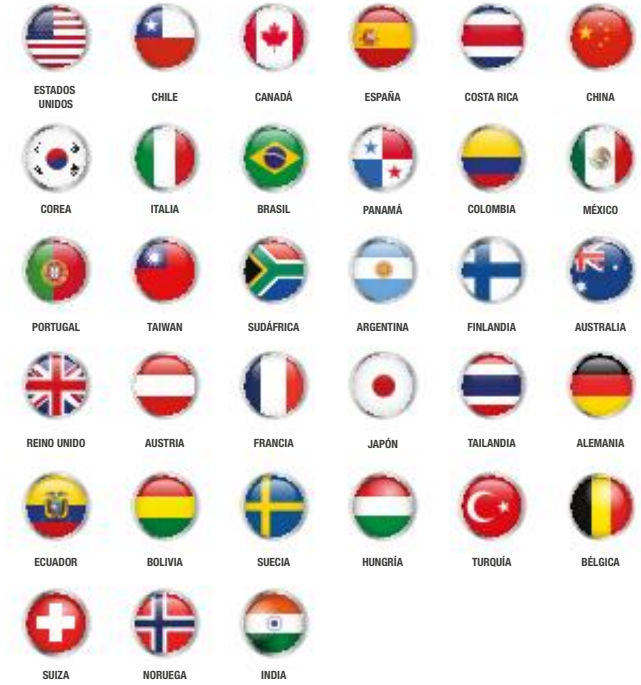 ESTADOS
UNIDOS
CHILE
CANADÁ
ESPAÑA
COSTA RICA
CHINA
COREA
ITALIA
BRASIL
PANAMÁ
COLOMBIA
MÉXICO
PORTUGAL
TAIWAN
SUDÁFRICA
ARGENTINA
FINLANDIA
AUSTRALIA
REINO UNIDO
AUSTRIA
FRANCIA
JAPÓN
TAILANDIA
ALEMANIA
ECUADOR
BOLIVIA
SUECIA
HUNGRÍA
TURQUÍA
BÉLGICA
SUIZA
NORUEGA
INDIA